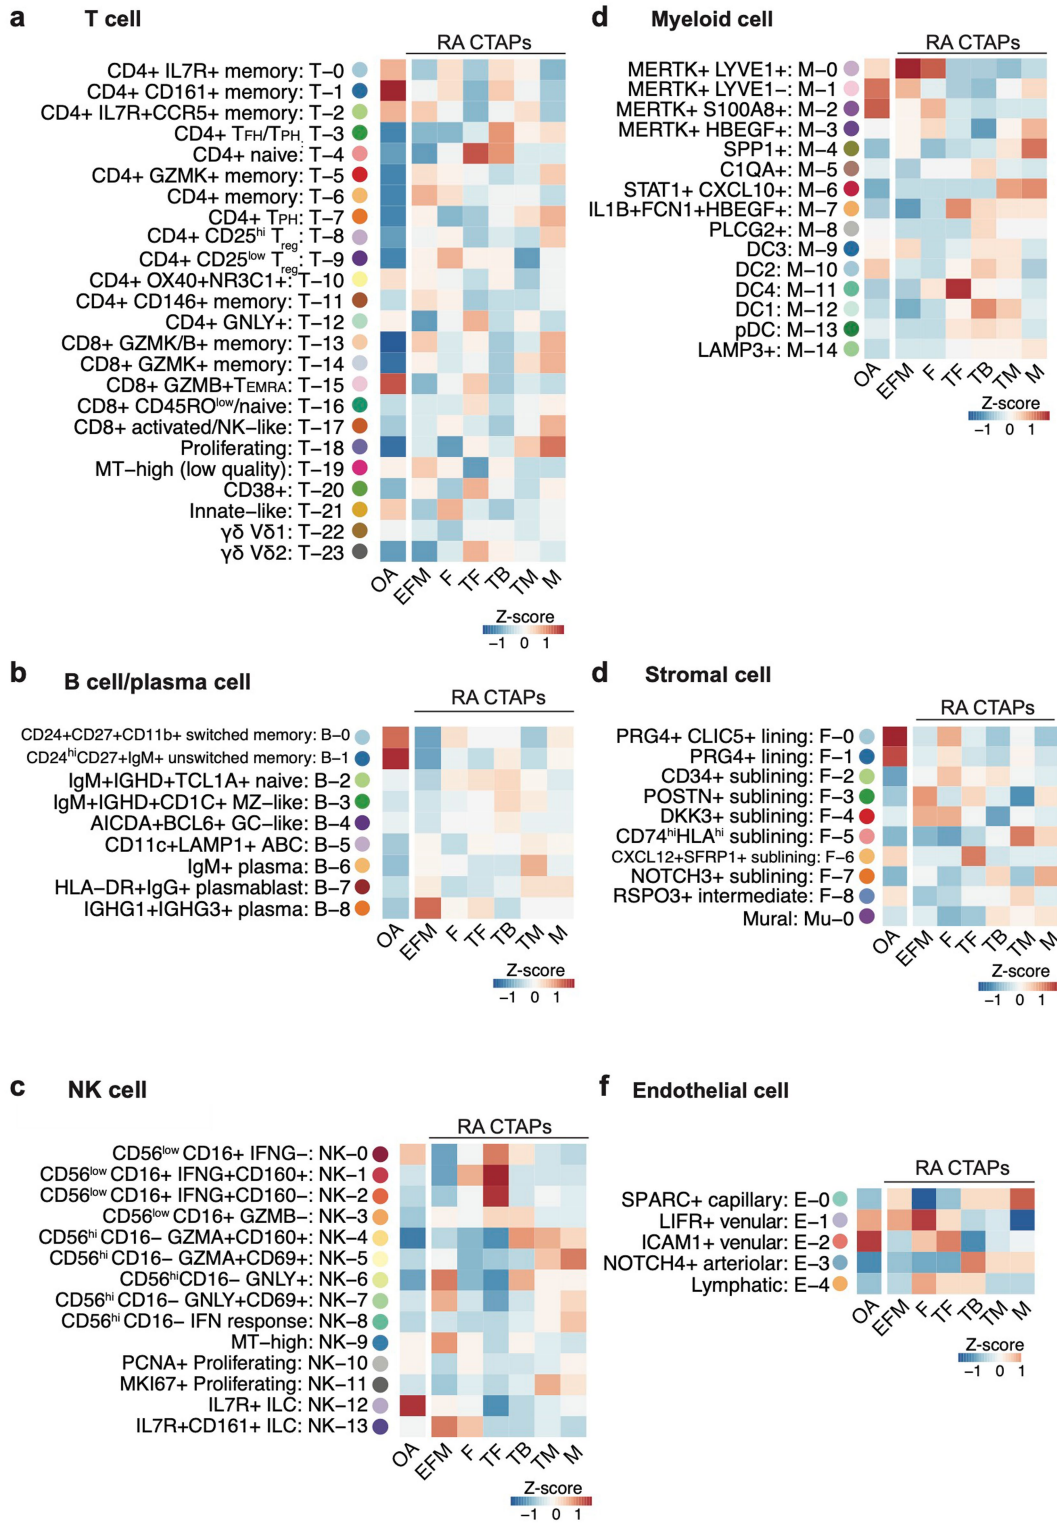 a T cell
RA CTAPs
CD4+ IL7R+ memory: T−0
CD4+ CD161+ memory: T−1
CD4+ IL7R+CCR5+ memory: T−2
CD4+ TFH/TPH: T−3
CD4+ naive: T−4
CD4+ GZMK+ memory: T−5
CD4+ memory: T−6
CD4+ TPH: T−7
CD4+ CD25hi Treg: T−8
CD4+ CD25low Treg: T−9
CD4+ OX40+NR3C1+: T−10
CD4+ CD146+ memory: T−11
CD4+ GNLY+: T−12
CD8+ GZMK/B+ memory: T−13
CD8+ GZMK+ memory: T−14
CD8+ GZMB+TEMRA: T−15
CD8+ CD45ROlow/naive: T−16
CD8+ activated/NK−like: T−17
Proliferating: T−18
MT−high (low quality): T−19
CD38+: T−20
Innate−like: T−21
γδ Vδ1: T−22
γδ Vδ2: T−23
OA EFM F TF TB TM M
Z-score
−1 0 1
d Myeloid cell
RA CTAPs
MERTK+ LYVE1+: M−0
MERTK+ LYVE1−: M−1
MERTK+ S100A8+: M−2
MERTK+ HBEGF+: M−3
SPP1+: M−4
C1QA+: M−5
STAT1+ CXCL10+: M−6
IL1B+FCN1+HBEGF+: M−7
PLCG2+: M−8
DC3: M−9
DC2: M−10
DC4: M−11
DC1: M−12
pDC: M−13
LAMP3+: M−14
OA EFM F TF TB TM M
Z-score
−1 0 1
b B cell/plasma cell
RA CTAPs
CD24+CD27+CD11b+ switched memory: B−0
CD24hiCD27+IgM+ unswitched memory: B−1
IgM+IGHD+TCL1A+ naive: B−2
IgM+IGHD+CD1C+ MZ−like: B−3
AICDA+BCL6+ GC−like: B−4
CD11c+LAMP1+ ABC: B−5
IgM+ plasma: B−6
HLA−DR+IgG+ plasmablast: B−7
IGHG1+IGHG3+ plasma: B−8
OA EFM F TF TB TM M
Z-score
−1 0 1
d Stromal cell
RA CTAPs
PRG4+ CLIC5+ lining: F−0
PRG4+ lining: F−1
CD34+ sublining: F−2
POSTN+ sublining: F−3
DKK3+ sublining: F−4
CD74hiHLAhi sublining: F−5
CXCL12+SFRP1+ sublining: F−6
NOTCH3+ sublining: F−7
RSPO3+ intermediate: F−8
Mural: Mu−0
OA EFM F TF TB TM M
Z-score
−1 0 1
c NK cell
RA CTAPs
CD56low CD16+ IFNG−: NK−0
CD56low CD16+ IFNG+CD160+: NK−1
CD56low CD16+ IFNG+CD160−: NK−2
CD56low CD16+ GZMB−: NK−3
CD56hi CD16− GZMA+CD160+: NK−4
CD56hi CD16− GZMA+CD69+: NK−5
CD56hiCD16− GNLY+: NK−6
CD56hi CD16− GNLY+CD69+: NK−7
CD56hi CD16− IFN response: NK−8
MT−high: NK−9
PCNA+ Proliferating: NK−10
MKI67+ Proliferating: NK−11
IL7R+ ILC: NK−12
IL7R+CD161+ ILC: NK−13
OA EFM F TF TB TM M
Z-score
−1 0 1
f Endothelial cell
RA CTAPs
SPARC+ capillary: E−0
LIFR+ venular: E−1
ICAM1+ venular: E−2
NOTCH4+ arteriolar: E−3
Lymphatic: E−4
OA EFM F TF TB TM M
Z-score
−1 0 1